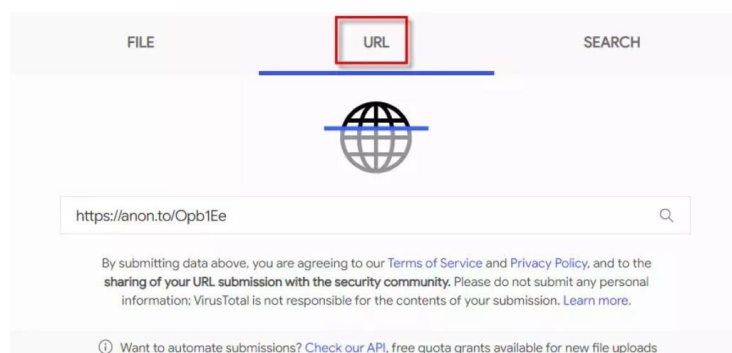 FILE URL SEARCH
https://anon.to/Opb1Ee
By submitting data above, you are agreeing to our Terms of Service and Privacy Policy, and to the
sharing of your URL submission with the security community. Please do not submit any personal
information; VirusTotal is not responsible for the contents of your submission. Learn more.
Want to automate submissions? Check our API, free quota grants available for new file uploads